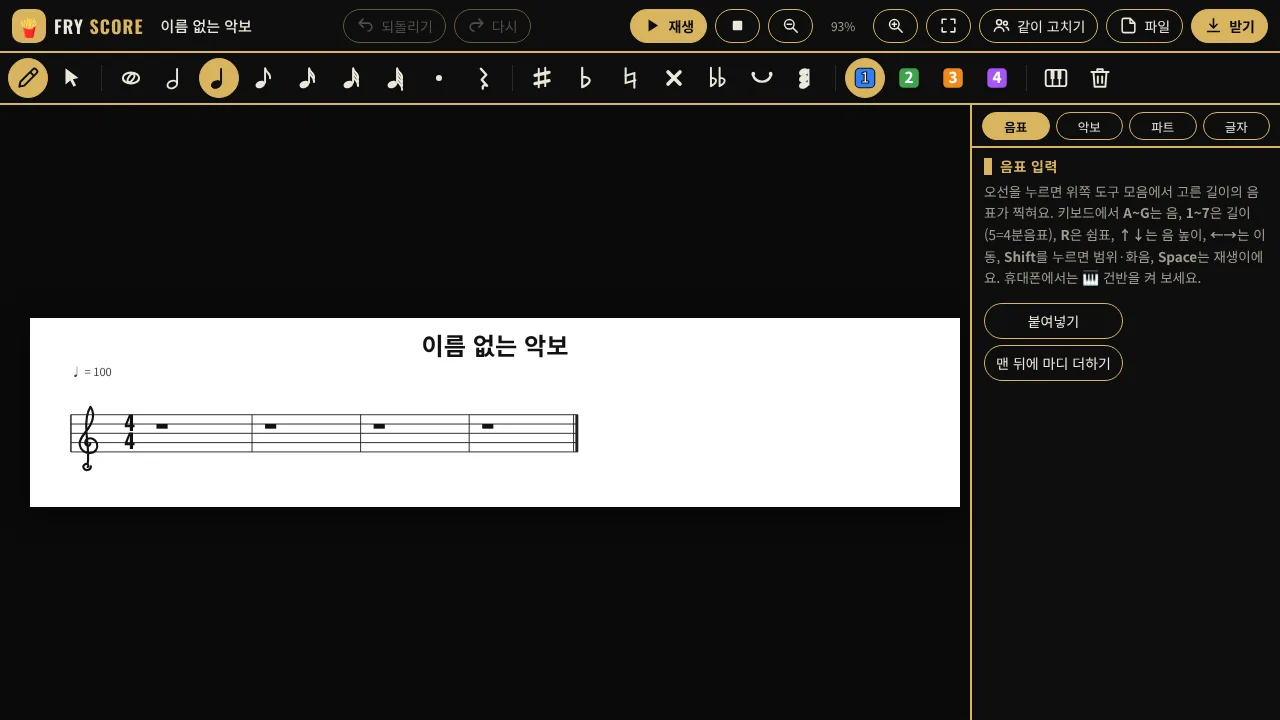 FRY SCORE 이름 없는 악보 되돌리기 다시 재생 93% 같이 고치기 파일 받기
1 2 3 4
음표 악보 파트 글자
음표 입력
오선을 누르면 위쪽 도구 모음에서 고른 길이의 음
표가 찍혀요. 키보드에서 A~G는 음, 1~7은 길이
(5=4분음표), R은 쉼표, ↑↓는 음 높이, ←→는 이
동, Shift를 누르면 범위·화음, Space는 재생이에
요. 휴대폰에서는 🎹 건반을 켜 보세요.
붙여넣기
맨 뒤에 마디 더하기
이름 없는 악보
♩ = 100
4
4